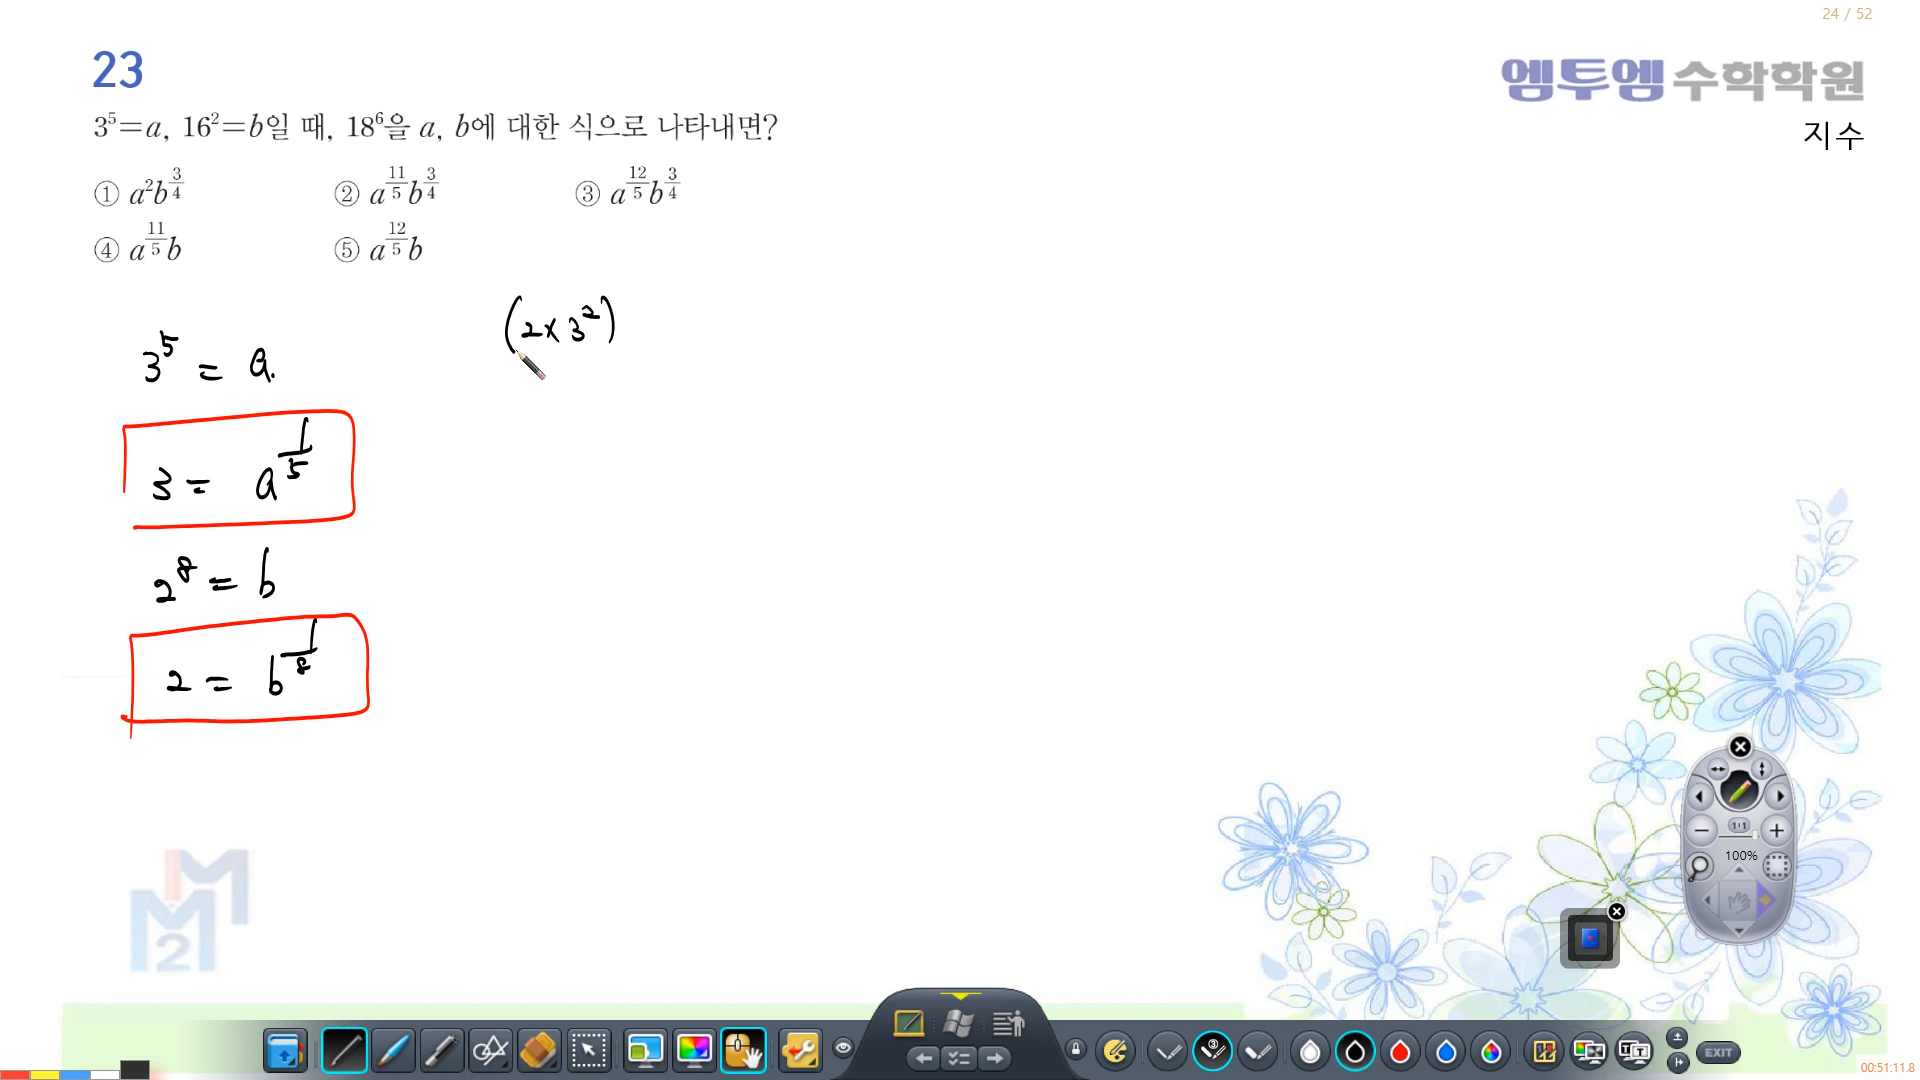 24 / 52
23
엠투엠수학학원
지수
3⁵=a, 16²=b일 때, 18⁶을 a, b에 대한 식으로 나타내면?
① a²b^{3/4} ② a^{11/5}b^{3/4} ③ a^{12/5}b^{3/4}
④ a^{11/5}b ⑤ a^{12/5}b
(2×3²)
3⁵ = a.
3 = a^{1/5}
2⁸ = b
2 = b^{1/8}
1:1
100%
M2M
EXIT
00:51:11.8